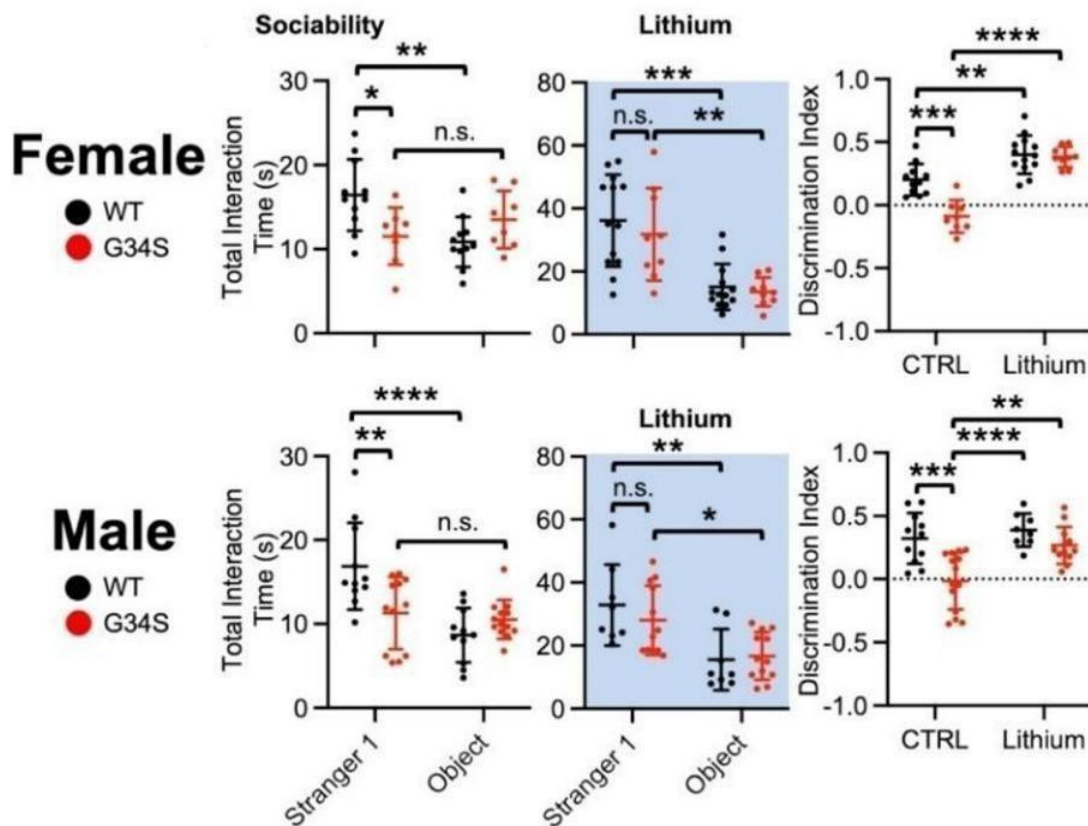 Sociability
Lithium
Female
WT
G34S
Total Interaction
Time (s)
30
20
10
0
**
*
n.s.
80
60
40
20
0
***
n.s.
**
Discrimination Index
1.0
0.5
0.0
-0.5
-1.0
****
**
***
CTRL
Lithium
Male
WT
G34S
Total Interaction
Time (s)
30
20
10
0
****
**
n.s.
Stranger 1
Object
Lithium
80
60
40
20
0
**
n.s.
*
Stranger 1
Object
Discrimination Index
1.0
0.5
0.0
-0.5
-1.0
**
****
***
CTRL
Lithium